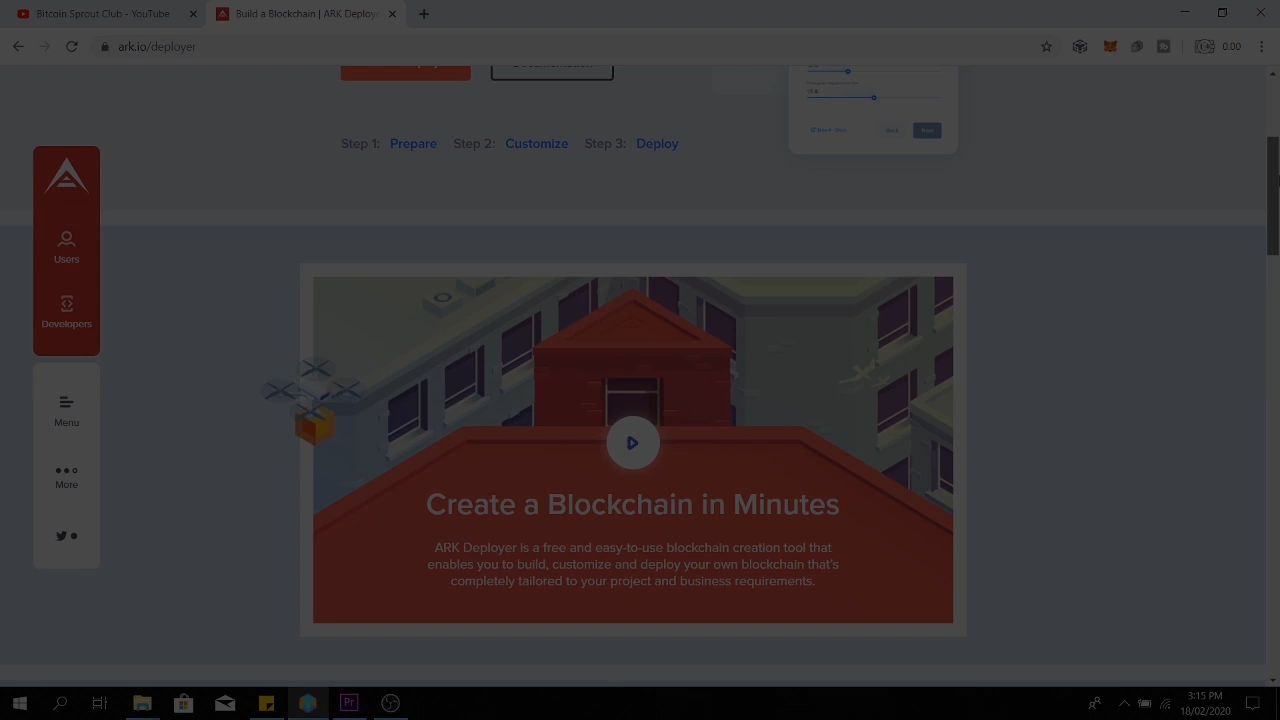 Bitcoin Sprout Club - YouTube
Build a Blockchain | ARK Deploye
ark.io/deployer
0.00
Step 1: Prepare Step 2: Customize Step 3: Deploy
Back Next
Users
Developers
Menu
More
Create a Blockchain in Minutes
ARK Deployer is a free and easy-to-use blockchain creation tool that
enables you to build, customize and deploy your own blockchain that's
completely tailored to your project and business requirements.
Pr
3:15 PM
18/02/2020